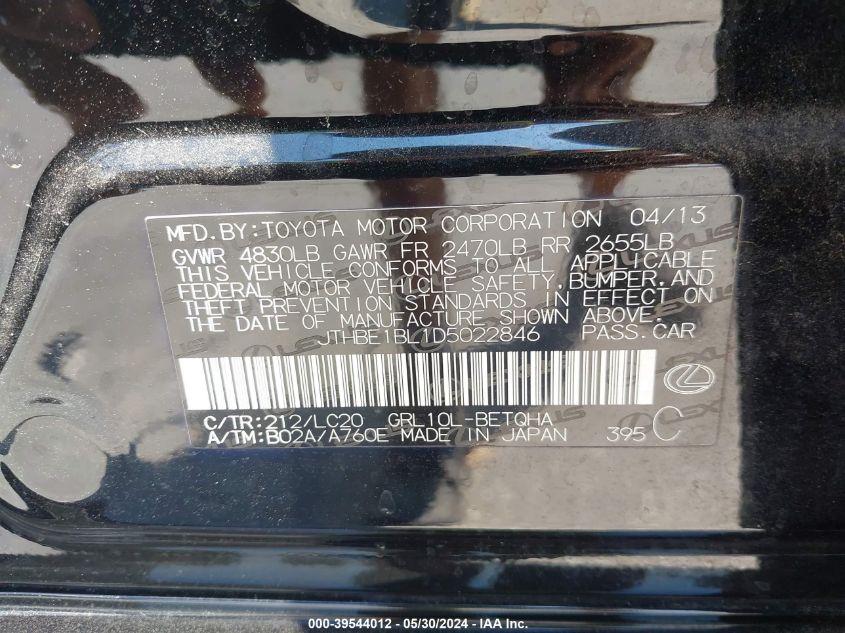 MFD.BY:TOYOTA MOTOR CORPORATION 04/13
GVWR 4830LB GAWR FR 2470LB RR 2655LB
THIS VEHICLE CONFORMS TO ALL APPLICABLE
FEDERAL MOTOR VEHICLE SAFETY,BUMPER,AND
THEFT PREVENTION STANDARDS IN EFFECT ON
THE DATE OF MANUFACTURE SHOWN ABOVE.
JTHBE1BL1D5022846 PASS.CAR
C/TR:212/LC20 GRL10L-BETQHA
A/TM:B02A/A760E MADE IN JAPAN 395 C
LEXUS
000-39544012 - 05/30/2024 - IAA Inc.